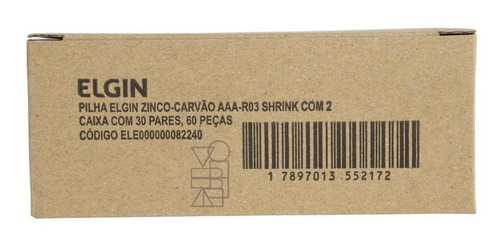 ELGIN
PILHA ELGIN ZINCO-CARVÃO AAA-R03 SHRINK COM 2
CAIXA COM 30 PARES, 60 PEÇAS
CÓDIGO ELE000000082240
1 7897013 552172